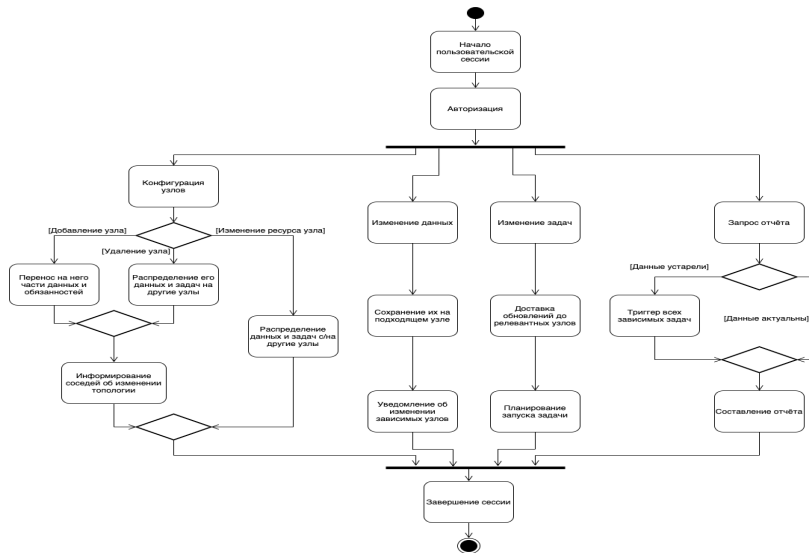 Начало
пользовательской
сессии
Авторизация
Конфигурация
узлов
[Добавление узла]
[Удаление узла]
[Изменение ресурса узла]
Перенос на него
части данных и
обязанностей
Распределение его
данных и задач на
другие узлы
Распределение
данных и задач с/на
другие узлы
Информирование
соседей об изменении
топологии
Изменение данных
Сохранение их на
подходящем узле
Уведомление об
изменении
зависимых узлов
Изменение задач
Доставка
обновлений до
релевантных узлов
Планирование
запуска задачи
Запрос отчёта
[Данные устарели]
Триггер всех
зависимых задач
[Данные актуальны]
Составление отчёта
Завершение сессии